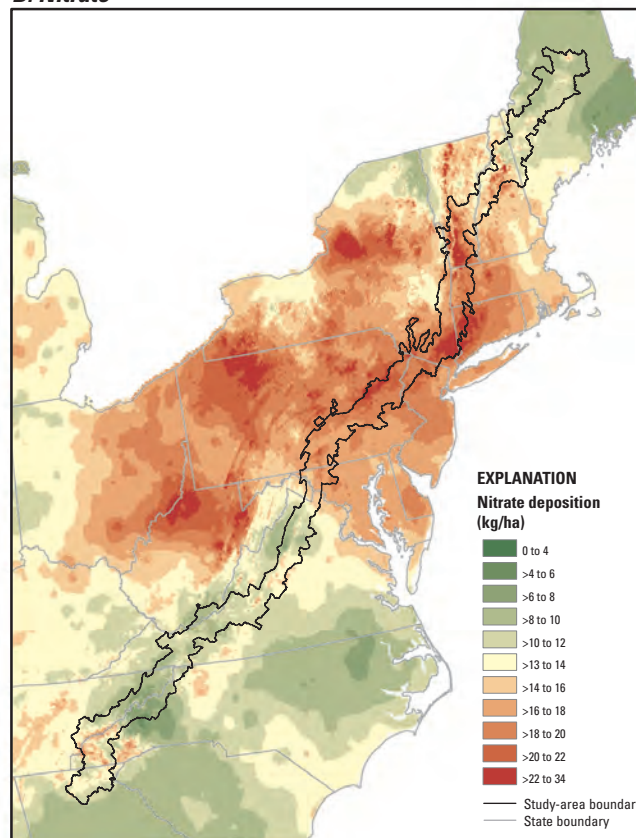 B. Nitrate
EXPLANATION
Nitrate deposition
(kg/ha)
0 to 4
>4 to 6
>6 to 8
>8 to 10
>10 to 12
>13 to 14
>14 to 16
>16 to 18
>18 to 20
>20 to 22
>22 to 34
Study-area boundar
State boundary